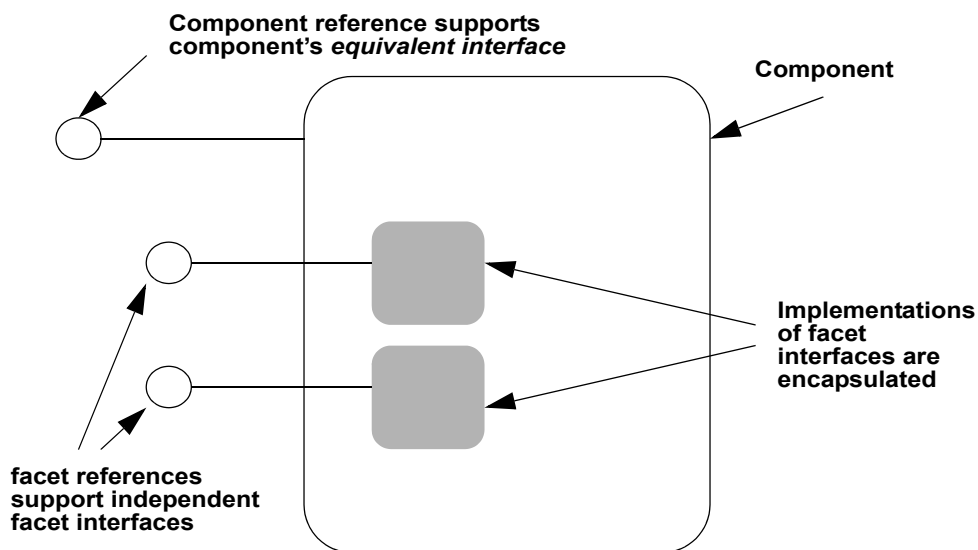 Component reference supports
component’s equivalent interface
Component
Implementations
of facet
interfaces are
encapsulated
facet references
support independent
facet interfaces